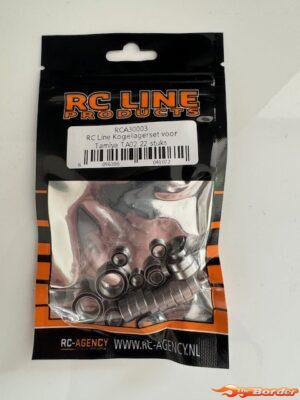 RC LINE
PRODUCTS
RCA30003
RC Line Kogellagerset voor
Tamiya TA02 22 stuks
RC-AGENCY
WWW.RC-AGENCY.NL
The Border